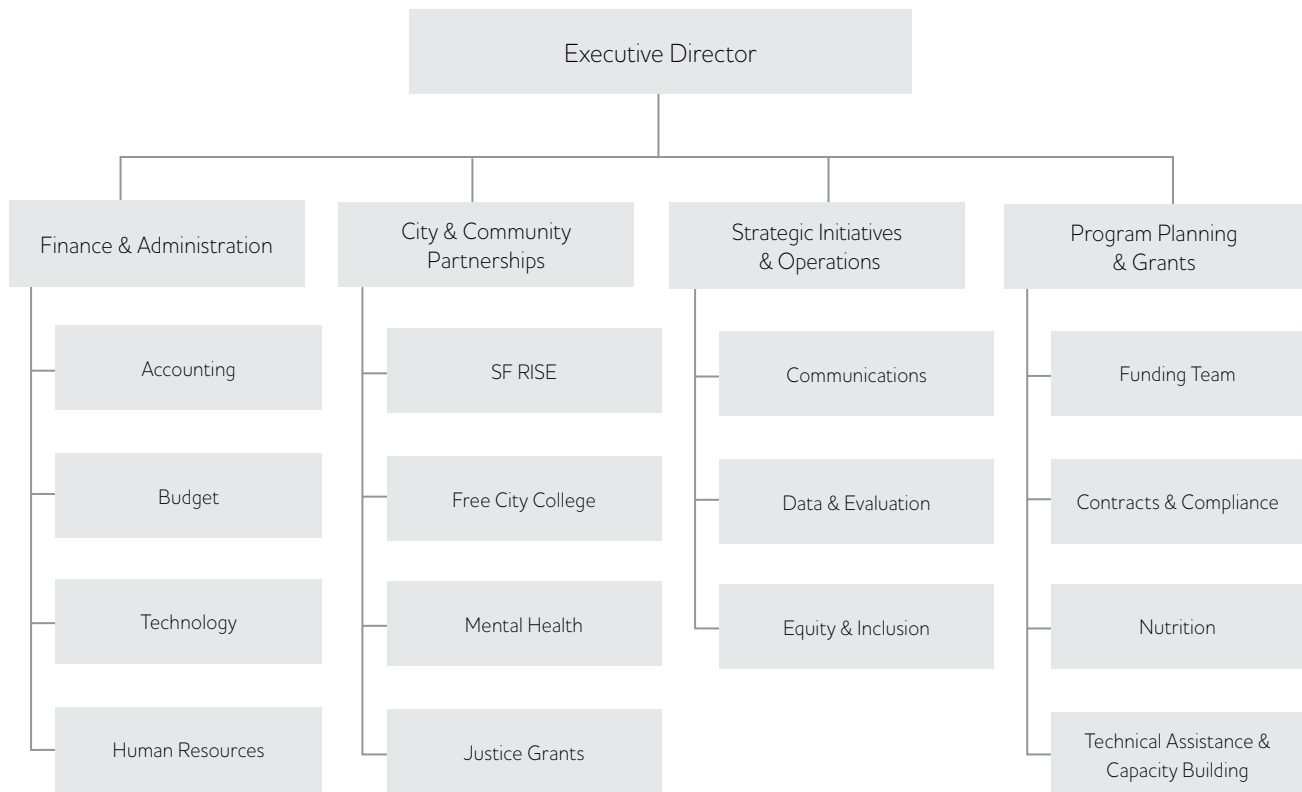 Executive Director
Finance & Administration
Accounting
Budget
Technology
Human Resources
City & Community
Partnerships
SF RISE
Free City College
Mental Health
Justice Grants
Strategic Initiatives
& Operations
Communications
Data & Evaluation
Equity & Inclusion
Program Planning
& Grants
Funding Team
Contracts & Compliance
Nutrition
Technical Assistance &
Capacity Building